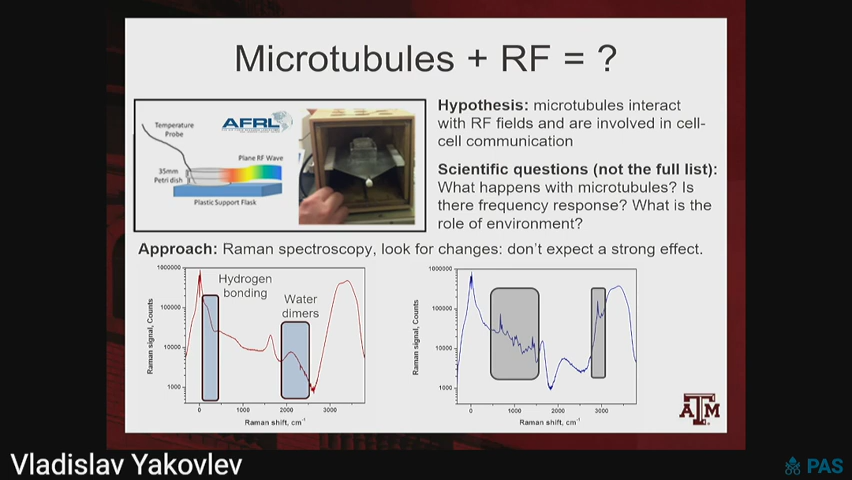 Microtubules + RF = ?
Temperature
Probe
AFRL
Plane RF Wave
35mm
Petri dish
Plastic Support Flask
Hypothesis: microtubules interact
with RF fields and are involved in cell-
cell communication
Scientific questions (not the full list):
What happens with microtubules? Is
there frequency response? What is the
role of environment?
Approach: Raman spectroscopy, look for changes: don't expect a strong effect.
Hydrogen
bonding
Water
dimers
Raman signal, Counts
1000000
100000
10000
1000
0 1000 2000 3000
Raman shift, cm-1
Raman signal, Counts
1000000
100000
10000
1000
0 1000 2000 3000
Raman shift, cm-1
ATM
Vladislav Yakovlev
PAS